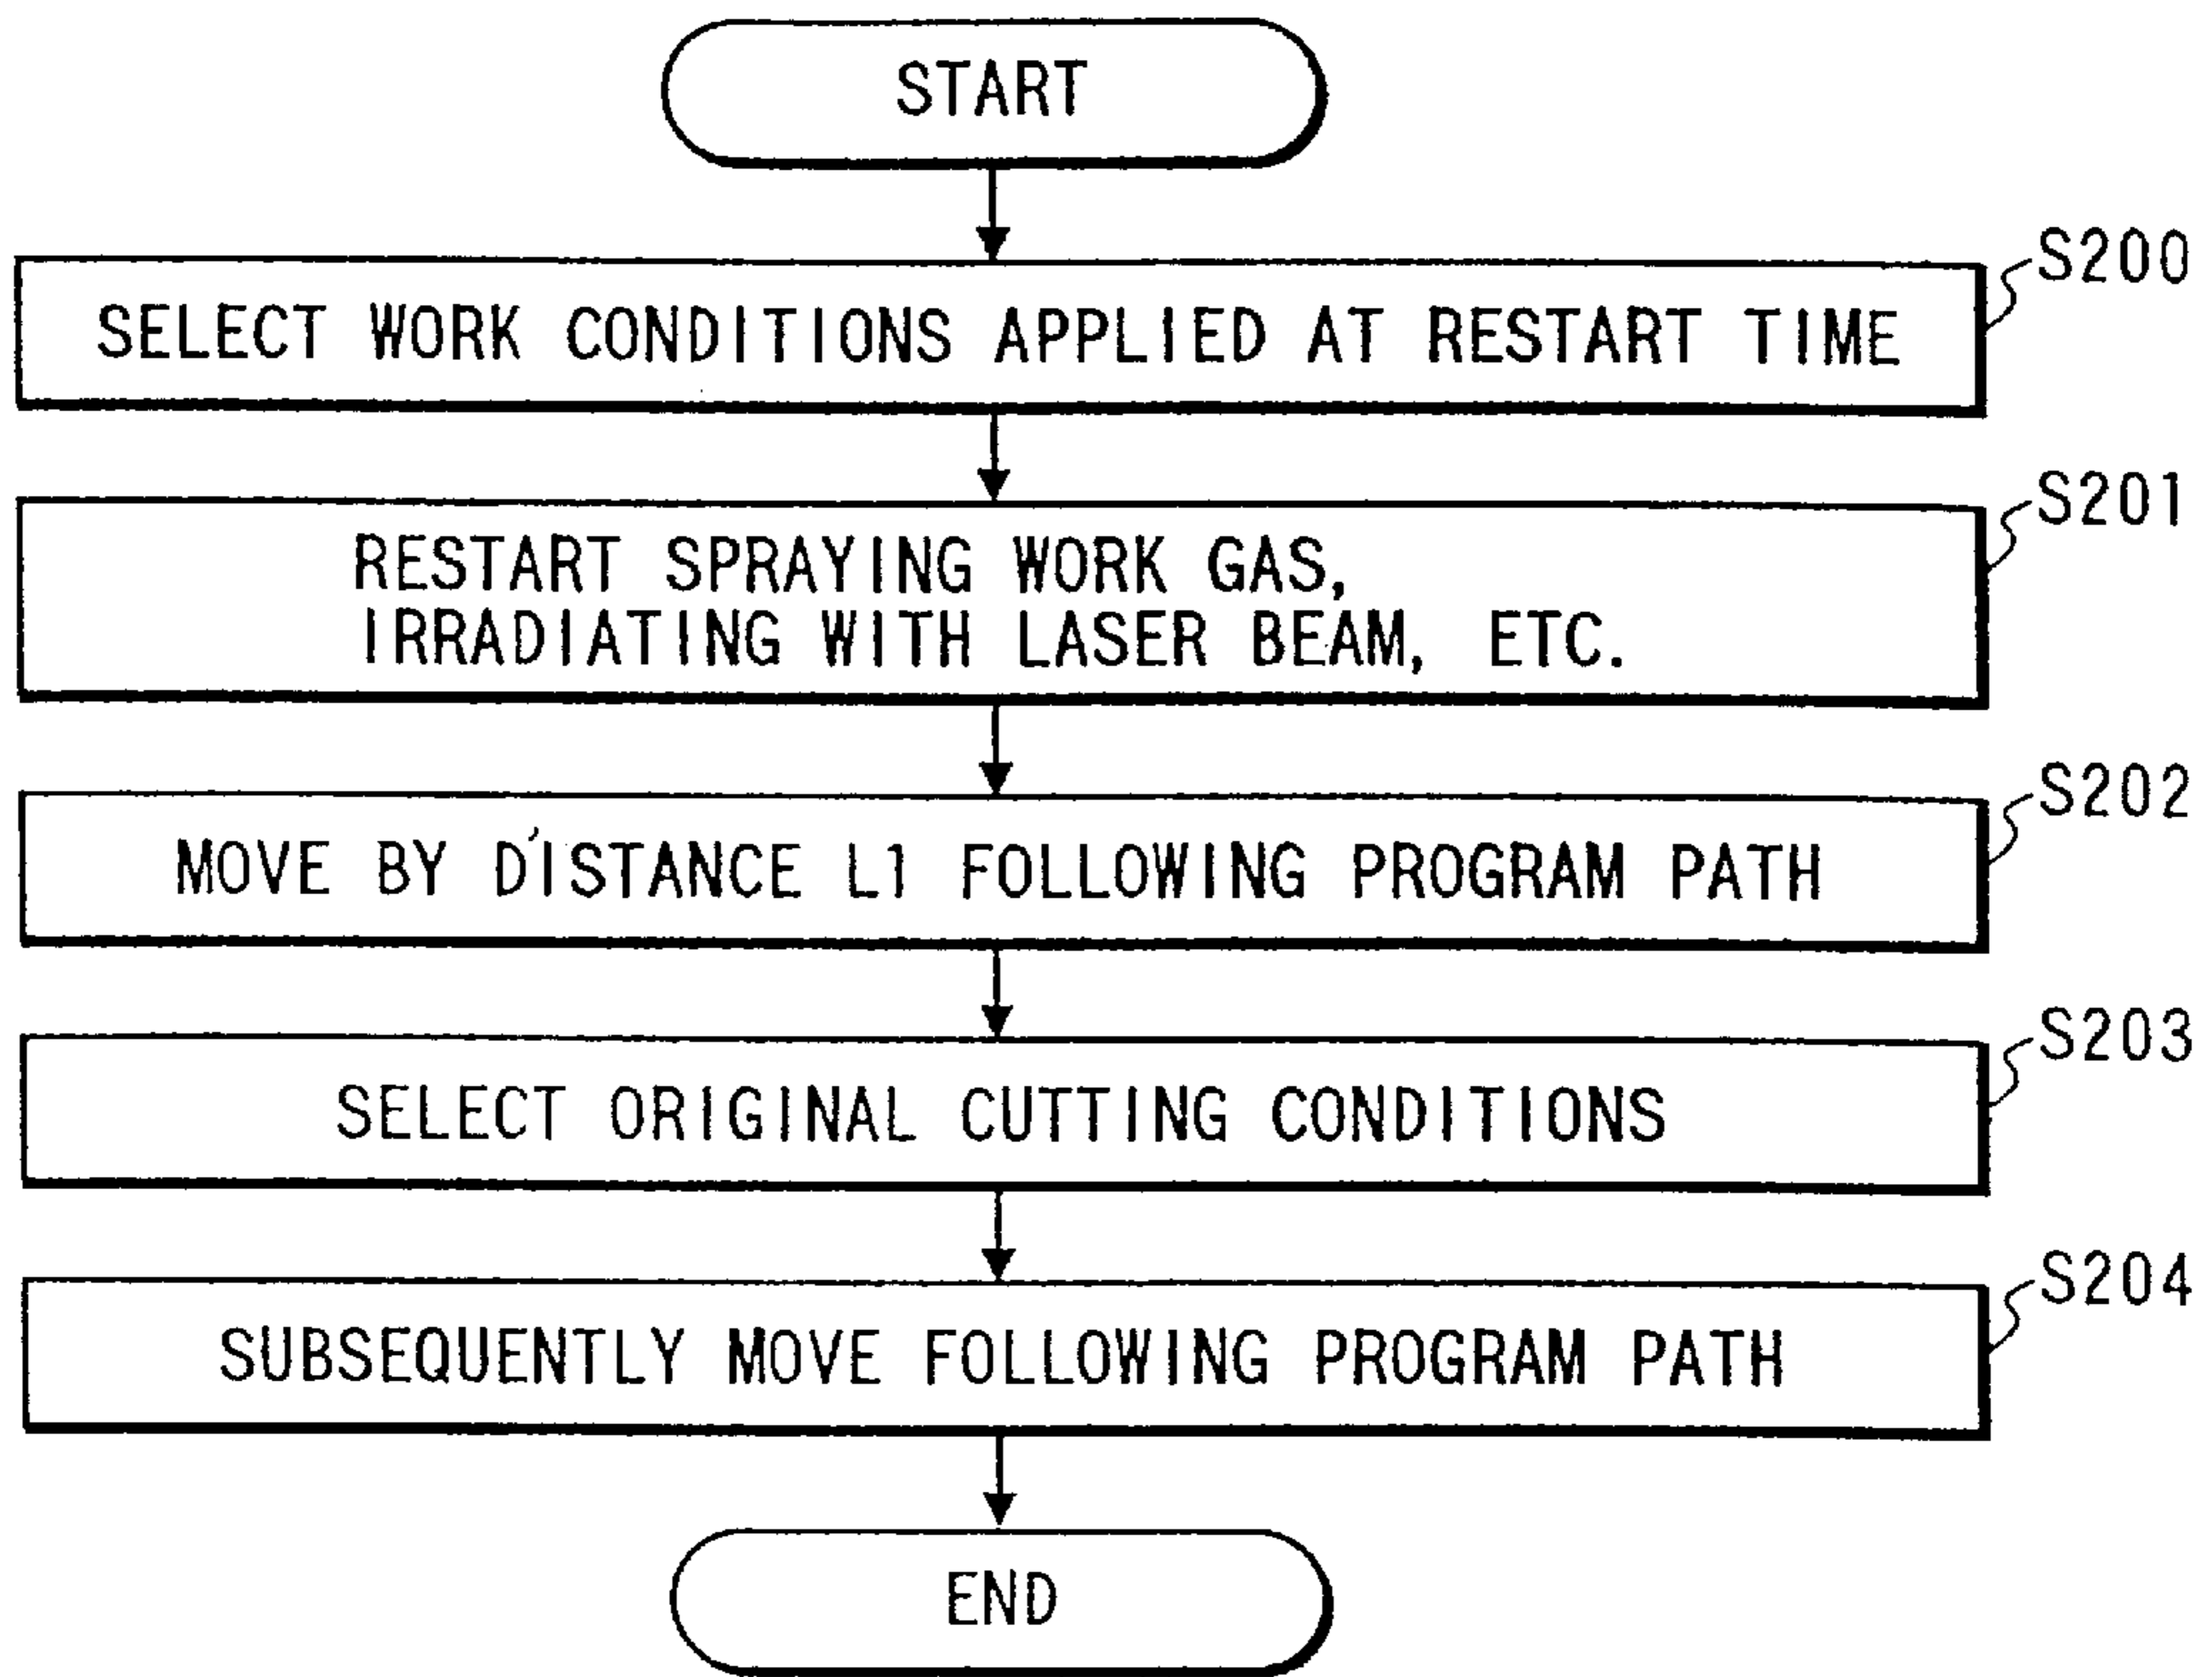 START
S200
SELECT WORK CONDITIONS APPLIED AT RESTART TIME
S201
RESTART SPRAYING WORK GAS,
IRRADIATING WITH LASER BEAM, ETC.
S202
MOVE BY DISTANCE L1 FOLLOWING PROGRAM PATH
S203
SELECT ORIGINAL CUTTING CONDITIONS
S204
SUBSEQUENTLY MOVE FOLLOWING PROGRAM PATH
END